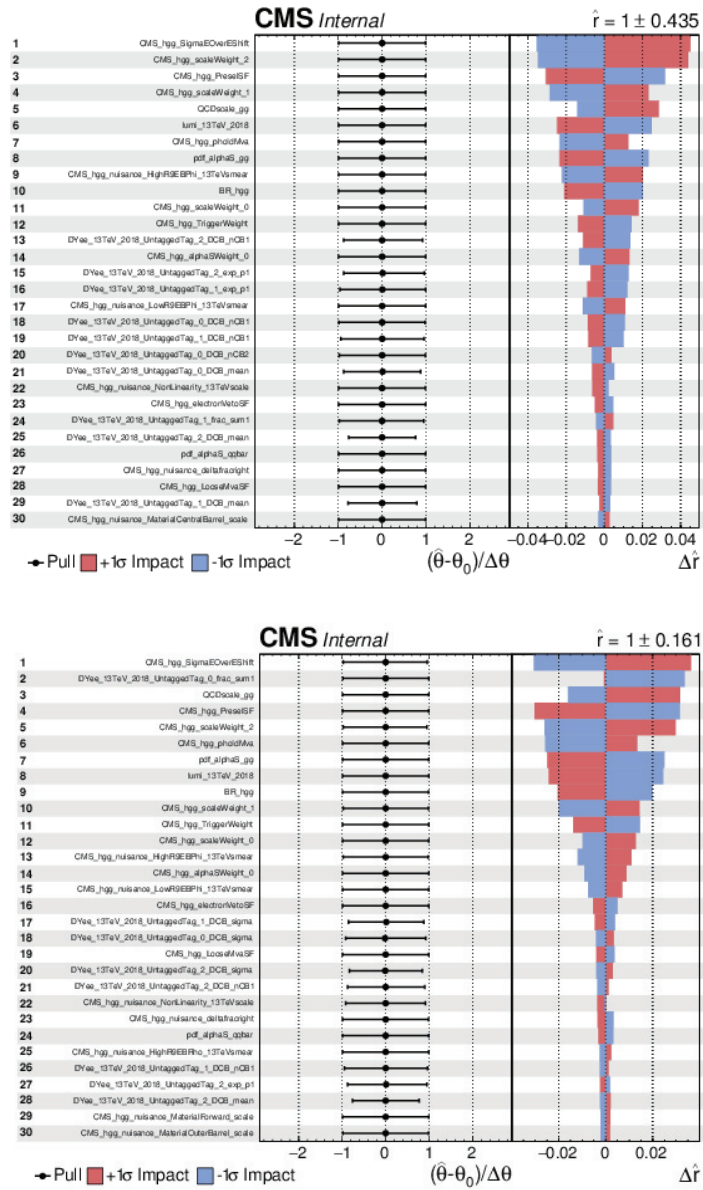 CMS Internal r̂ = 1 ± 0.435
1 CMS_hgg_SigmaEOverEShift
2 CMS_hgg_scaleWeight_2
3 CMS_hgg_PreselSF
4 CMS_hgg_scaleWeight_1
5 QCDscale_gg
6 lumi_13TeV_2018
7 CMS_hgg_phoIdMva
8 pdf_alphaS_gg
9 CMS_hgg_nuisance_HighR9EBPhi_13TeVsmear
10 BR_hgg
11 CMS_hgg_scaleWeight_0
12 CMS_hgg_TriggerWeight
13 DYee_13TeV_2018_UntaggedTag_2_DCB_nCB1
14 CMS_hgg_alphaSWeight_0
15 DYee_13TeV_2018_UntaggedTag_2_exp_p1
16 DYee_13TeV_2018_UntaggedTag_1_exp_p1
17 CMS_hgg_nuisance_LowR9EBPhi_13TeVsmear
18 DYee_13TeV_2018_UntaggedTag_0_DCB_nCB1
19 DYee_13TeV_2018_UntaggedTag_1_DCB_nCB1
20 DYee_13TeV_2018_UntaggedTag_0_DCB_nCB2
21 DYee_13TeV_2018_UntaggedTag_0_DCB_mean
22 CMS_hgg_nuisance_NonLinearity_13TeVscale
23 CMS_hgg_electronVetoSF
24 DYee_13TeV_2018_UntaggedTag_1_frac_sum1
25 DYee_13TeV_2018_UntaggedTag_2_DCB_mean
26 pdf_alphaS_qqbar
27 CMS_hgg_nuisance_deltafracright
28 CMS_hgg_LooseMvaSF
29 DYee_13TeV_2018_UntaggedTag_1_DCB_mean
30 CMS_hgg_nuisance_MaterialCentralBarrel_scale
−2 −1 0 1 2 −0.04 −0.02 0 0.02 0.04
Pull +1σ Impact -1σ Impact (θ̂-θ0)/Δθ Δr̂
CMS Internal r̂ = 1 ± 0.161
1 CMS_hgg_SigmaEOverEShift
2 DYee_13TeV_2018_UntaggedTag_0_frac_sum1
3 QCDscale_gg
4 CMS_hgg_PreselSF
5 CMS_hgg_scaleWeight_2
6 CMS_hgg_phoIdMva
7 pdf_alphaS_gg
8 lumi_13TeV_2018
9 BR_hgg
10 CMS_hgg_scaleWeight_1
11 CMS_hgg_TriggerWeight
12 CMS_hgg_scaleWeight_0
13 CMS_hgg_nuisance_HighR9EBPhi_13TeVsmear
14 CMS_hgg_alphaSWeight_0
15 CMS_hgg_nuisance_LowR9EBPhi_13TeVsmear
16 CMS_hgg_electronVetoSF
17 DYee_13TeV_2018_UntaggedTag_1_DCB_sigma
18 DYee_13TeV_2018_UntaggedTag_0_DCB_sigma
19 CMS_hgg_LooseMvaSF
20 DYee_13TeV_2018_UntaggedTag_2_DCB_sigma
21 DYee_13TeV_2018_UntaggedTag_2_DCB_nCB1
22 CMS_hgg_nuisance_NonLinearity_13TeVscale
23 CMS_hgg_nuisance_deltafracright
24 pdf_alphaS_qqbar
25 CMS_hgg_nuisance_HighR9EBRho_13TeVsmear
26 DYee_13TeV_2018_UntaggedTag_1_DCB_nCB1
27 DYee_13TeV_2018_UntaggedTag_2_exp_p1
28 DYee_13TeV_2018_UntaggedTag_2_DCB_mean
29 CMS_hgg_nuisance_MaterialForward_scale
30 CMS_hgg_nuisance_MaterialOuterBarrel_scale
−2 −1 0 1 2 −0.02 0 0.02
Pull +1σ Impact -1σ Impact (θ̂-θ0)/Δθ Δr̂